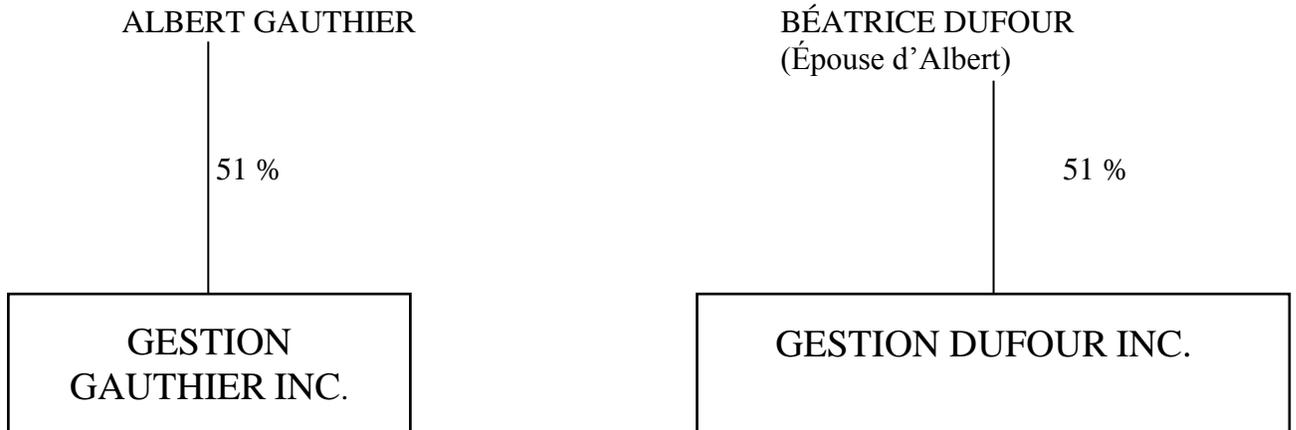 ALBERT GAUTHIER
BÉATRICE DUFOUR
(Épouse d’Albert)
51 %
51 %
GESTION
GAUTHIER INC.
GESTION DUFOUR INC.